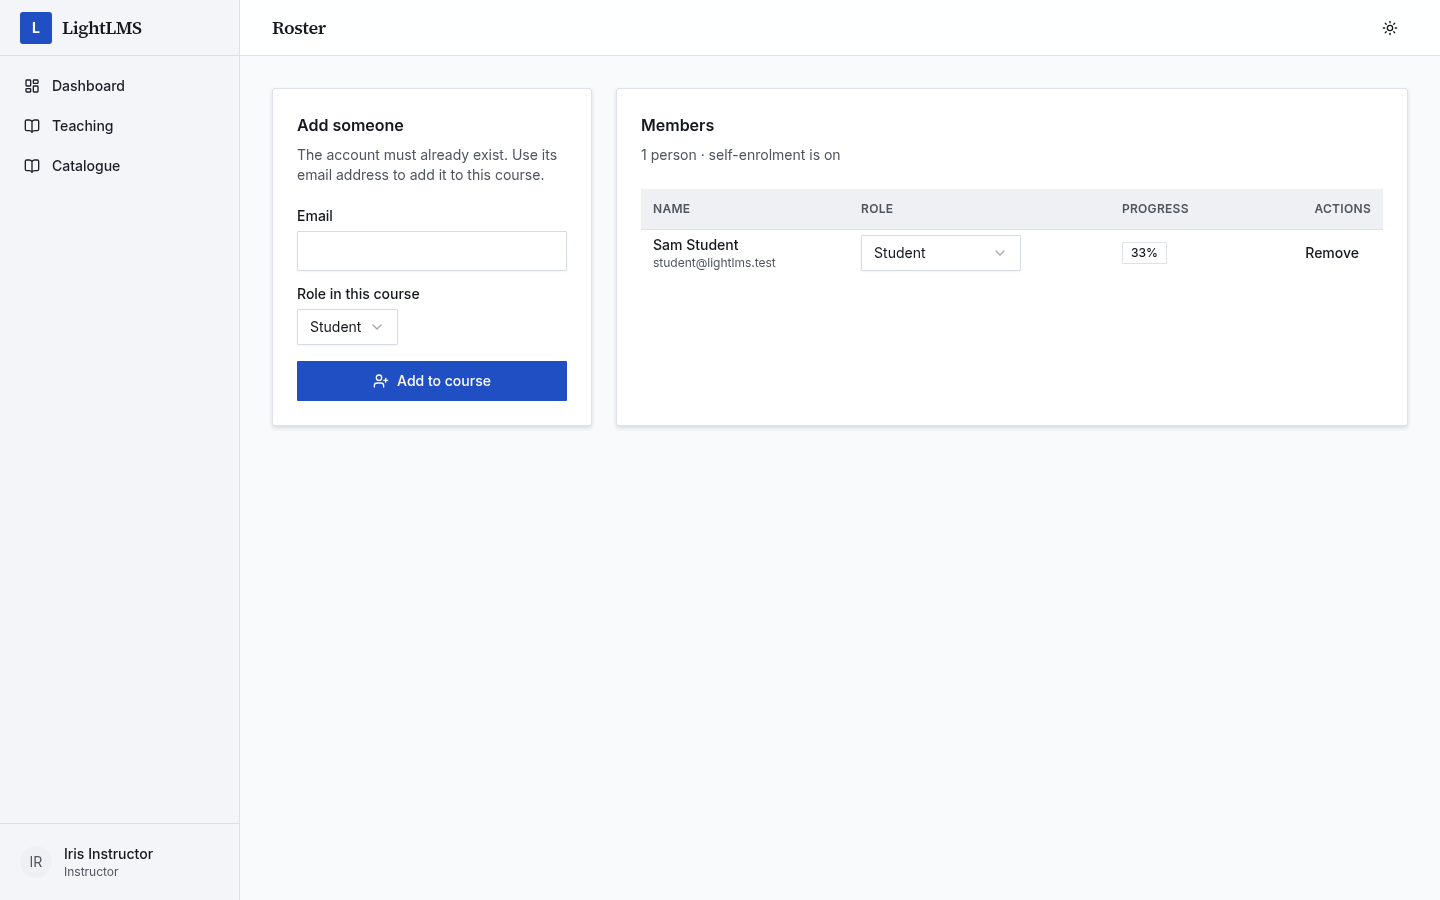 L LightLMS
Roster
Dashboard
Teaching
Catalogue
Add someone
The account must already exist. Use its
email address to add it to this course.
Email
Role in this course
Student
Add to course
Members
1 person · self-enrolment is on
NAME ROLE PROGRESS ACTIONS
Sam Student
student@lightlms.test
Student
33%
Remove
IR
Iris Instructor
Instructor